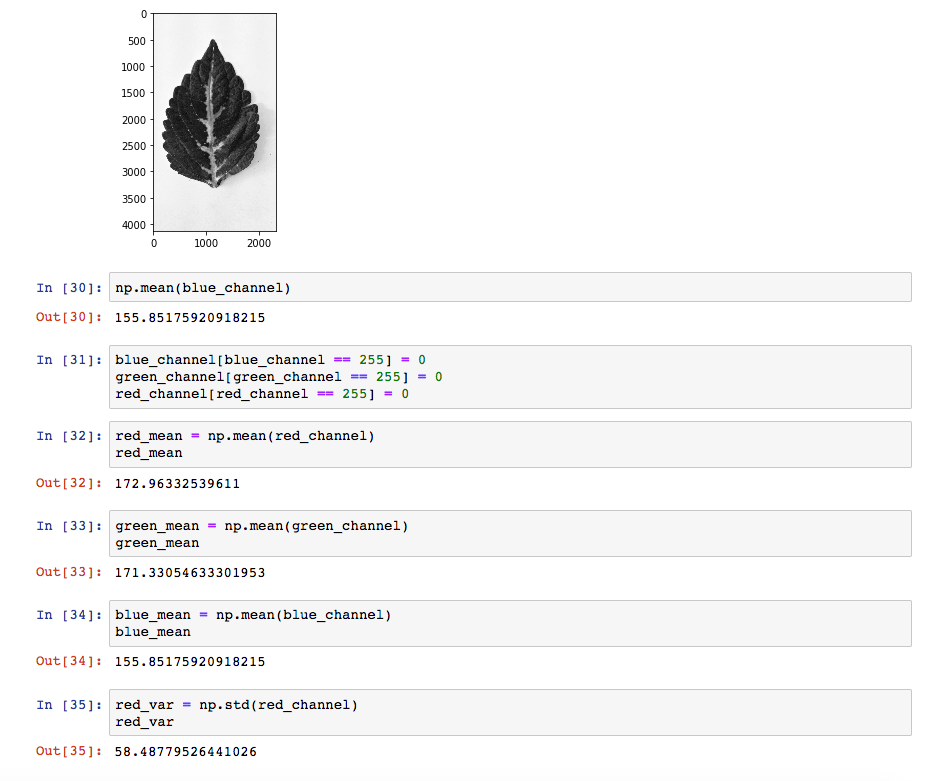 0
500
1000
1500
2000
2500
3000
3500
4000
0 1000 2000
In [30]: np.mean(blue_channel)
Out[30]: 155.85175920918215
In [31]: blue_channel[blue_channel == 255] = 0
green_channel[green_channel == 255] = 0
red_channel[red_channel == 255] = 0
In [32]: red_mean = np.mean(red_channel)
red_mean
Out[32]: 172.96332539611
In [33]: green_mean = np.mean(green_channel)
green_mean
Out[33]: 171.33054633301953
In [34]: blue_mean = np.mean(blue_channel)
blue_mean
Out[34]: 155.85175920918215
In [35]: red_var = np.std(red_channel)
red_var
Out[35]: 58.48779526441026